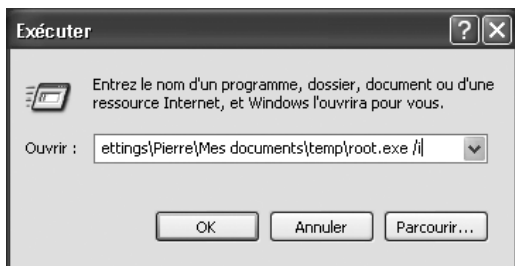 Exécuter
Entrez le nom d'un programme, dossier, document ou d'une
ressource Internet, et Windows l'ouvrira pour vous.
Ouvrir : ettings\Pierre\Mes documents\temp\root.exe /i
OK Annuler Parcourir...